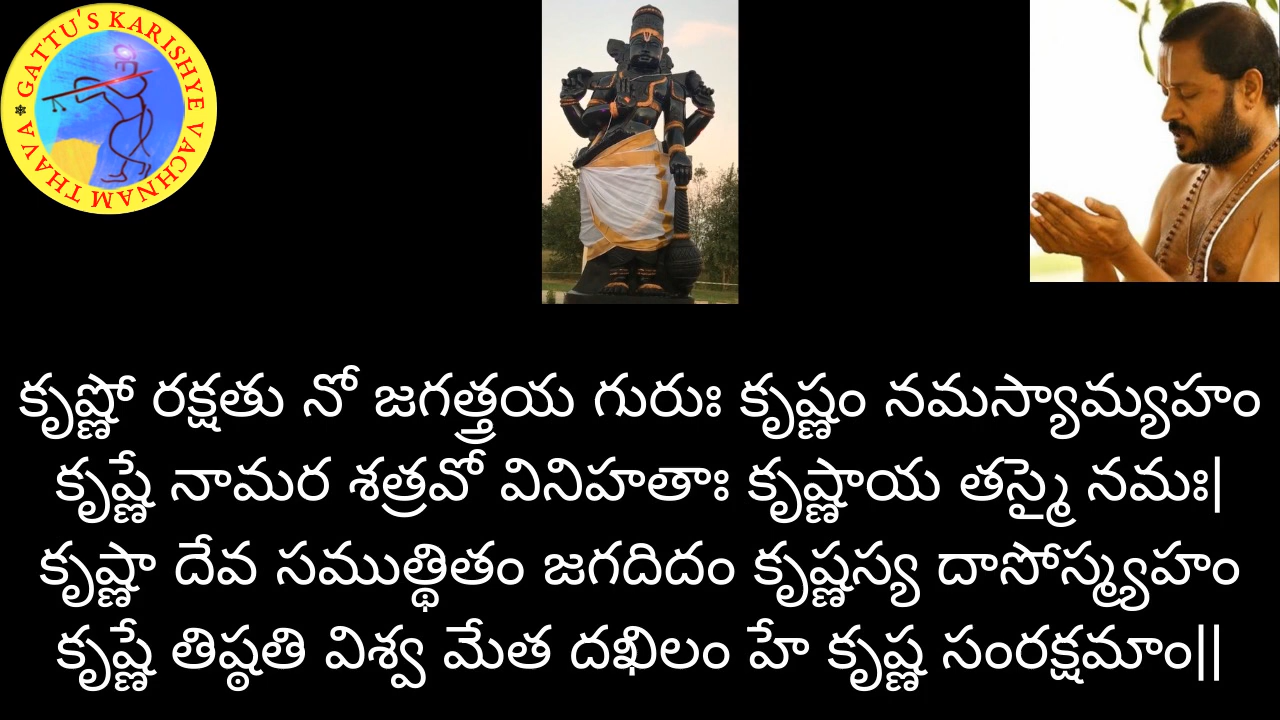 GATTU'S KARISHYE VACHNAM THAVA
కృష్ణో రక్షతు నో జగత్త్రయ గురుః కృష్ణం నమస్యామ్యహం
కృష్ణే నామర శత్రవో వినిహతాః కృష్ణాయ తస్మై నమః|
కృష్ణా దేవ సముత్థితం జగదిదం కృష్ణస్య దాసోస్మ్యహం
కృష్ణే తిష్ఠతి విశ్వ మేత దఖిలం హే కృష్ణ సంరక్షమాం||